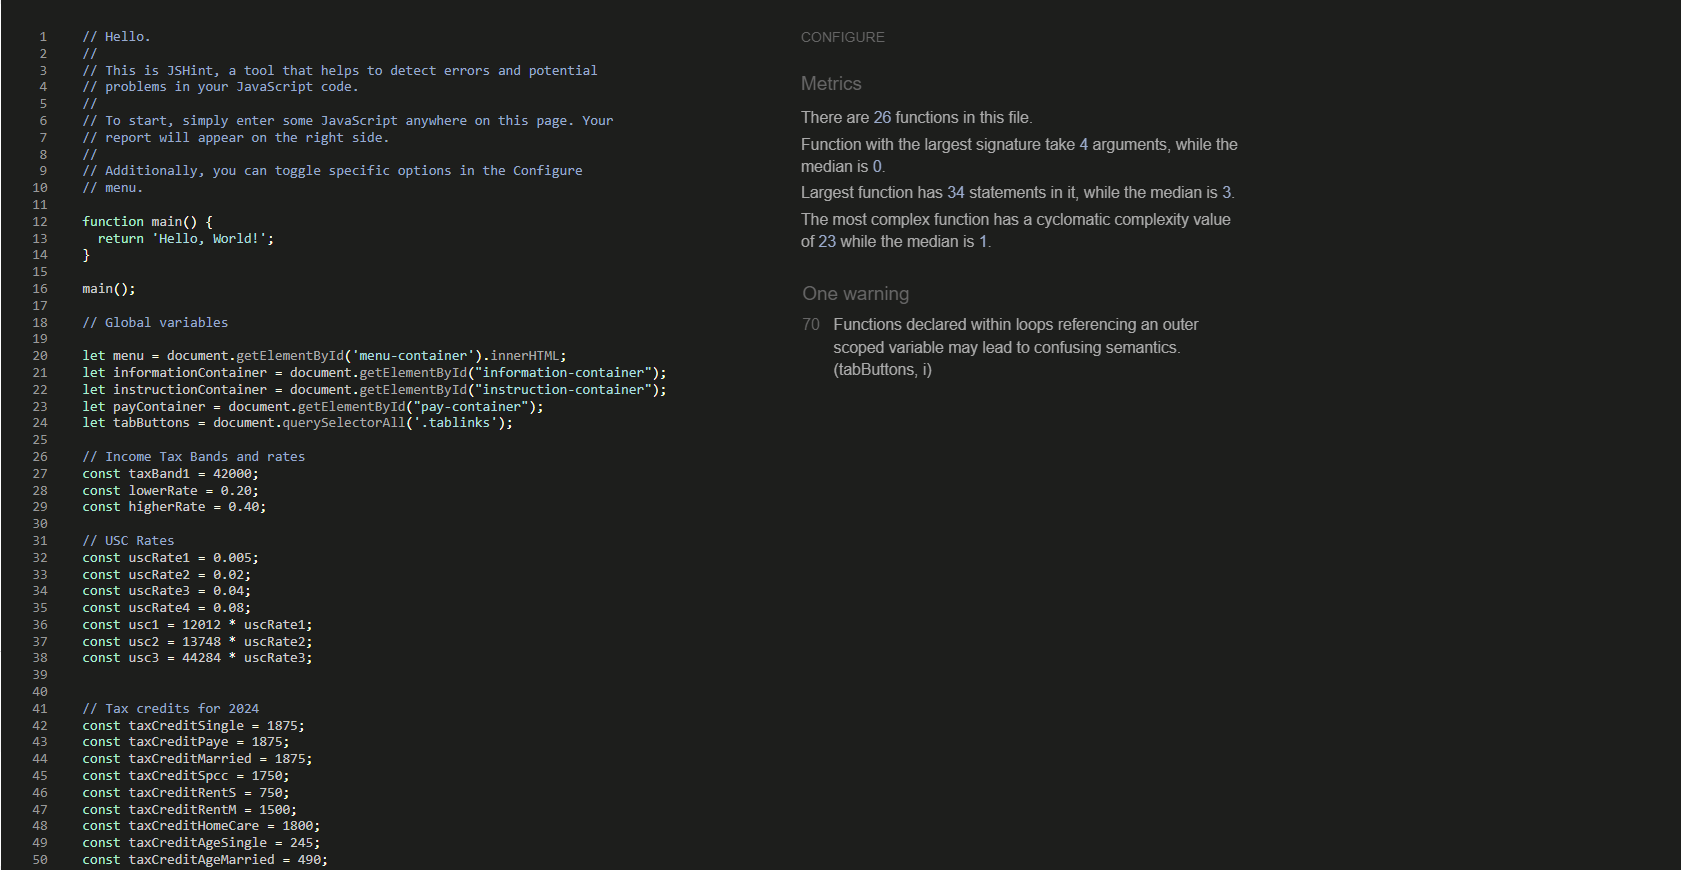 1 // Hello.
2 //
3 // This is JSHint, a tool that helps to detect errors and potential
4 // problems in your JavaScript code.
5 //
6 // To start, simply enter some JavaScript anywhere on this page. Your
7 // report will appear on the right side.
8 //
9 // Additionally, you can toggle specific options in the Configure
10 // menu.
11
12 function main() {
13   return 'Hello, World!';
14 }
15
16 main();
17
18 // Global variables
19
20 let menu = document.getElementById('menu-container').innerHTML;
21 let informationContainer = document.getElementById("information-container");
22 let instructionContainer = document.getElementById("instruction-container");
23 let payContainer = document.getElementById("pay-container");
24 let tabButtons = document.querySelectorAll('.tablinks');
25
26 // Income Tax Bands and rates
27 const taxBand1 = 42000;
28 const lowerRate = 0.20;
29 const higherRate = 0.40;
30
31 // USC Rates
32 const uscRate1 = 0.005;
33 const uscRate2 = 0.02;
34 const uscRate3 = 0.04;
35 const uscRate4 = 0.08;
36 const usc1 = 12012 * uscRate1;
37 const usc2 = 13748 * uscRate2;
38 const usc3 = 44284 * uscRate3;
39
40
41 // Tax credits for 2024
42 const taxCreditSingle = 1875;
43 const taxCreditPaye = 1875;
44 const taxCreditMarried = 1875;
45 const taxCreditSpcc = 1750;
46 const taxCreditRentS = 750;
47 const taxCreditRentM = 1500;
48 const taxCreditHomeCare = 1800;
49 const taxCreditAgeSingle = 245;
50 const taxCreditAgeMarried = 490;
CONFIGURE
Metrics
There are 26 functions in this file.
Function with the largest signature take 4 arguments, while the
median is 0.
Largest function has 34 statements in it, while the median is 3.
The most complex function has a cyclomatic complexity value
of 23 while the median is 1.
One warning
70 Functions declared within loops referencing an outer
scoped variable may lead to confusing semantics.
(tabButtons, i)